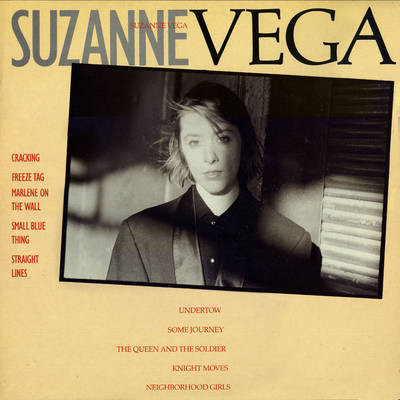 SUZANNE VEGA
SUZANNE VEGA
CRACKING
FREEZE TAG
MARLENE ON
THE WALL
SMALL BLUE
THING
STRAIGHT
LINES
UNDERTOW
SOME JOURNEY
THE QUEEN AND THE SOLDIER
KNIGHT MOVES
NEIGHBORHOOD GIRLS